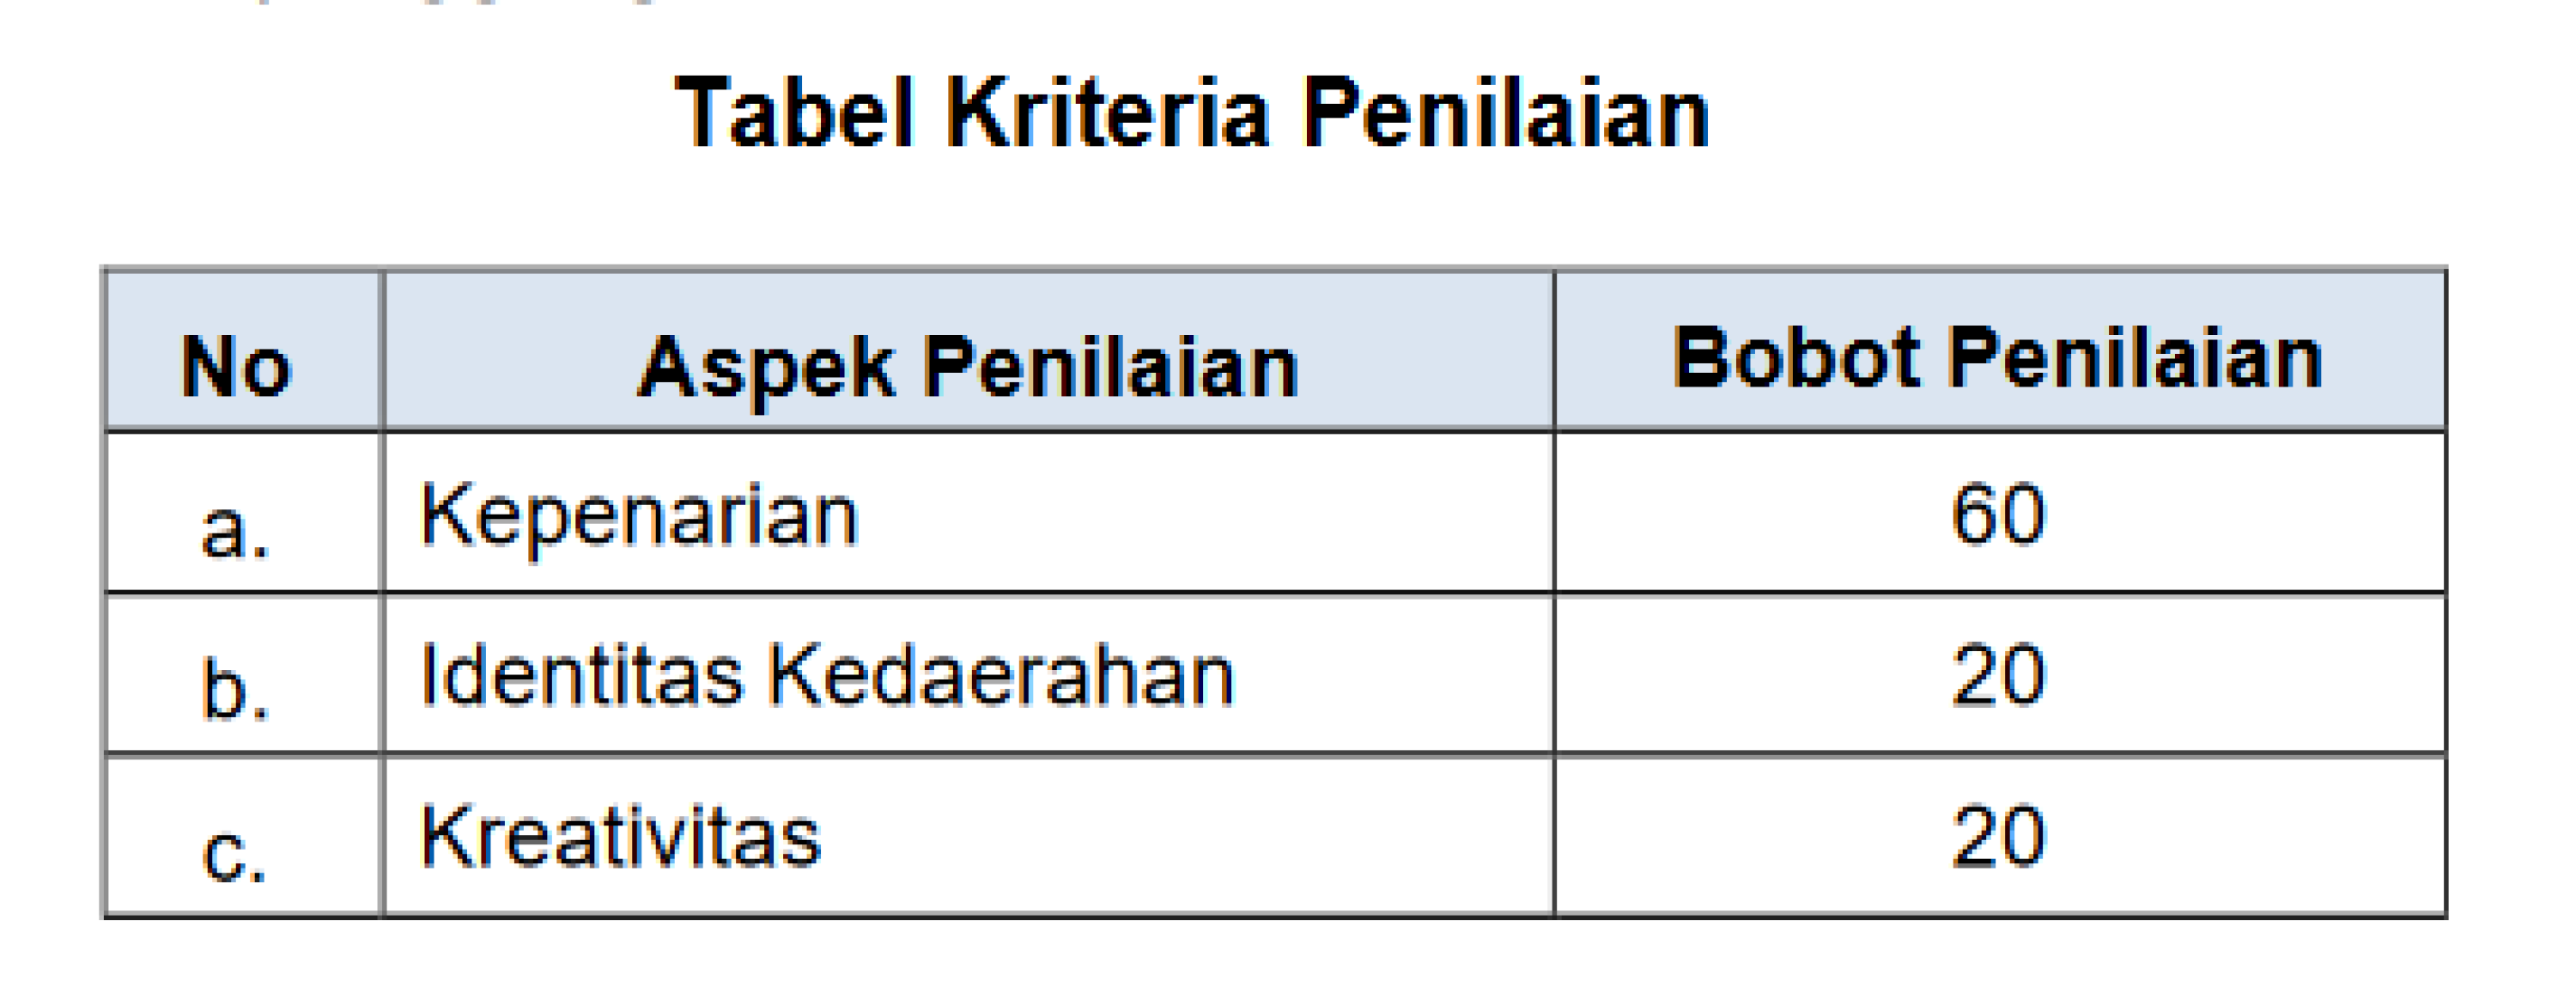 Tabel Kriteria Penilaian
No Aspek Penilaian Bobot Penilaian
a. Kepenarian 60
b. Identitas Kedaerahan 20
c. Kreativitas 20